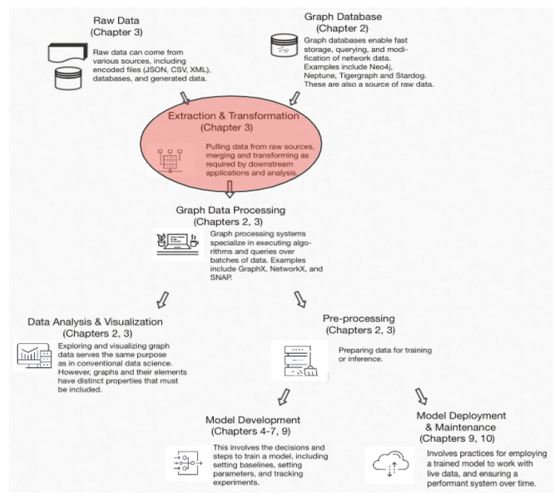 Raw Data
(Chapter 3)
Raw data can come from
various sources, including
encoded files (JSON, CSV, XML),
databases, and generated data.
Graph Database
(Chapter 2)
Graph databases enable fast
storage, querying, and modi-
fication of network data.
Examples include Neo4j,
Neptune, Tigergraph and Stardog.
These are also a source of raw data.
Extraction & Transformation
(Chapter 3)
Pulling data from raw sources,
merging and transforming as
required by downstream
applications and analysis.
Graph Data Processing
(Chapters 2, 3)
Graph processing systems
specialize in executing algo-
rithms and queries over
batches of data. Examples
include GraphX, NetworkX, and
SNAP.
Data Analysis & Visualization
(Chapters 2, 3)
Exploring and visualizing graph
data serves the same purpose
as in conventional data science.
However, graphs and their elements
have distinct properties that must
be included.
Pre-processing
(Chapters 2, 3)
Preparing data for training
or inference.
Model Development
(Chapters 4-7, 9)
This involves the decisions and
steps to train a model, including
setting baselines, setting
parameters, and tracking
experiments.
Model Deployment
& Maintenance
(Chapters 9, 10)
Involves practices for employing
a trained model to work with
live data, and ensuring a
performant system over time.